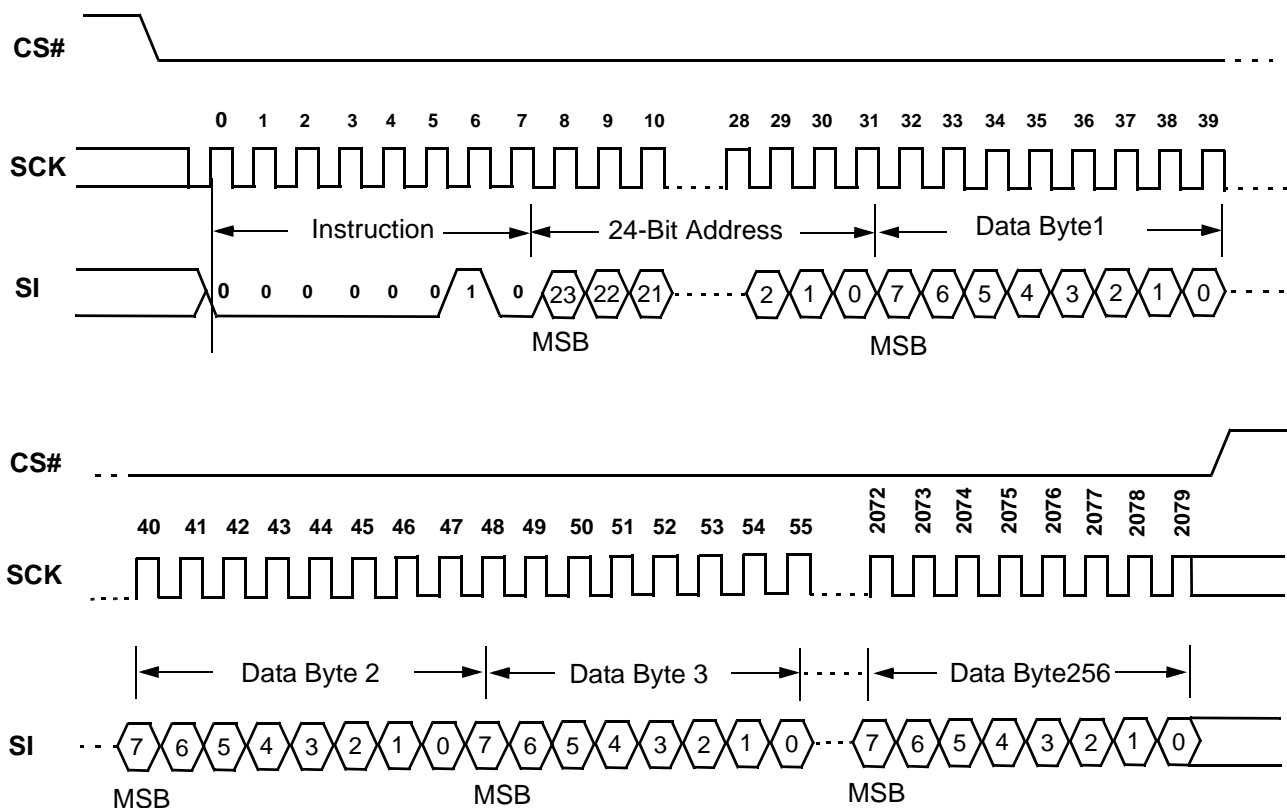 CS#
0 1 2 3 4 5 6 7 8 9 10 28 29 30 31 32 33 34 35 36 37 38 39
SCK
Instruction 24-Bit Address Data Byte1
SI 0 0 0 0 0 0 1 0 23 22 21 2 1 0 7 6 5 4 3 2 1 0
MSB MSB
CS#
40 41 42 43 44 45 46 47 48 49 50 51 52 53 54 55 2072 2073 2074 2075 2076 2077 2078 2079
SCK
Data Byte 2 Data Byte 3 Data Byte256
SI 7 6 5 4 3 2 1 0 7 6 5 4 3 2 1 0 7 6 5 4 3 2 1 0
MSB MSB MSB